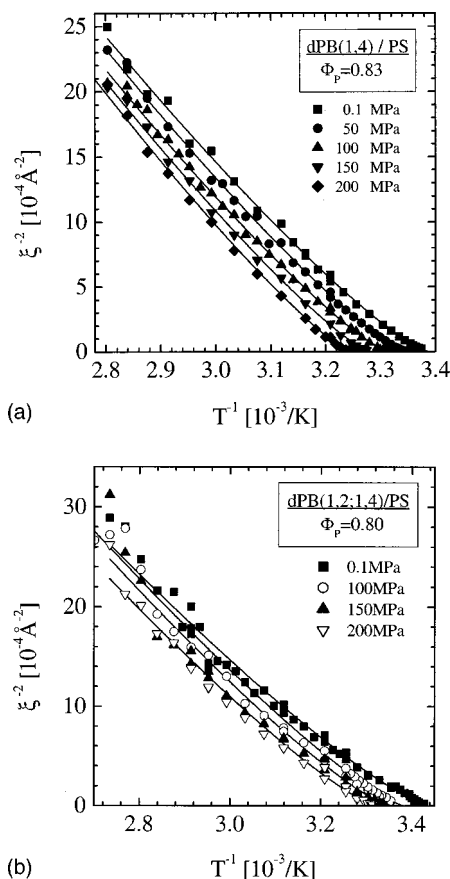 25
20
15
10
5
0
ξ⁻² [10⁻⁴Å⁻²]
dPB(1,4) / PS
Φ_P=0.83
■ 0.1 MPa
● 50 MPa
▲ 100 MPa
▼ 150 MPa
◆ 200 MPa
2.8 2.9 3.0 3.1 3.2 3.3 3.4
(a)
T⁻¹ [10⁻³/K]
30
20
10
0
ξ⁻² [10⁻⁴Å⁻²]
dPB(1,2;1,4)/PS
Φ_P=0.80
■ 0.1MPa
○ 100MPa
▲ 150MPa
▽ 200MPa
2.8 3.0 3.2 3.4
(b)
T⁻¹ [10⁻³/K]